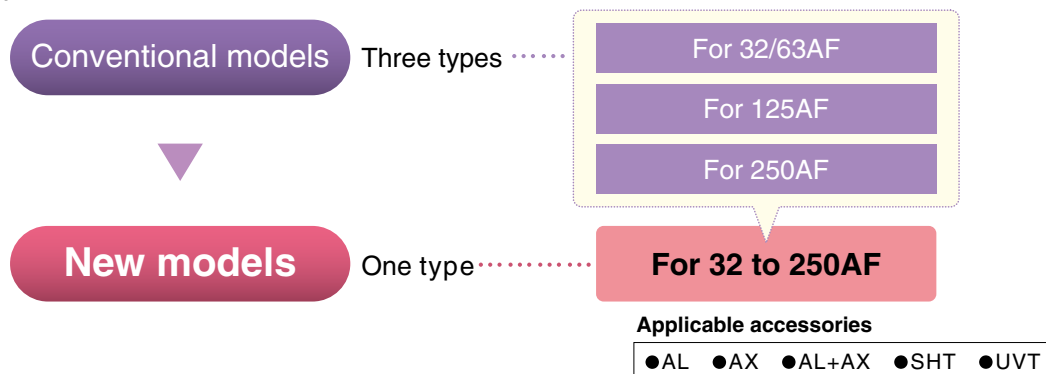 Conventional models Three types ······ For 32/63AF
For 125AF
For 250AF
New models One type············ For 32 to 250AF
Applicable accessories
●AL ●AX ●AL+AX ●SHT ●UVT